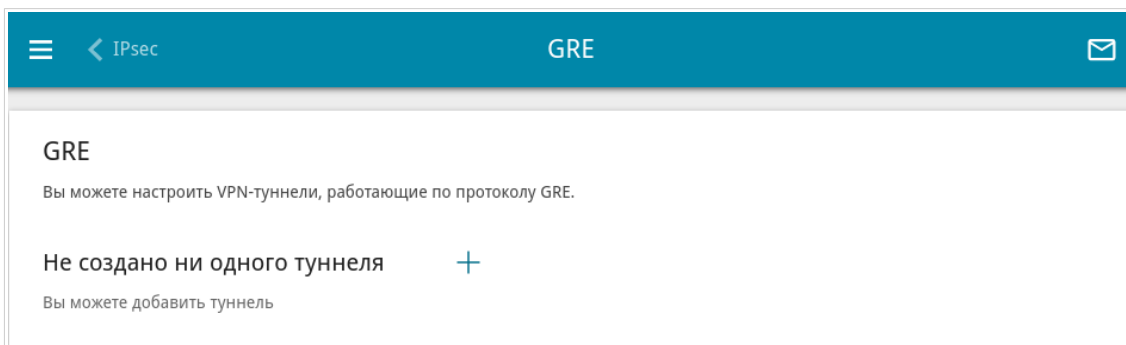 IPsec
GRE
GRE
Вы можете настроить VPN-туннели, работающие по протоколу GRE.
Не создано ни одного туннеля
Вы можете добавить туннель